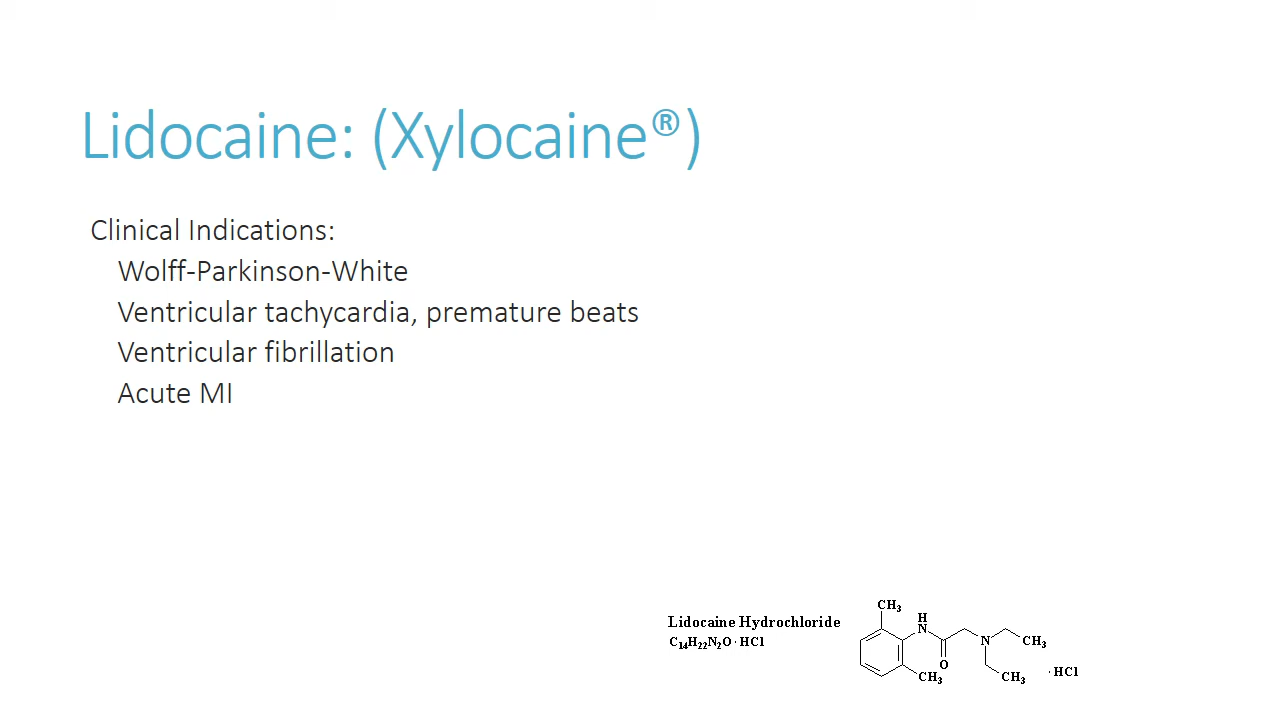 Lidocaine: (Xylocaine®)
Clinical Indications:
Wolff-Parkinson-White
Ventricular tachycardia, premature beats
Ventricular fibrillation
Acute MI
Lidocaine Hydrochloride
C₁₄H₂₂N₂O · HCl
CH₃
H
N
N
CH₃
O
CH₃
CH₃
· HCl